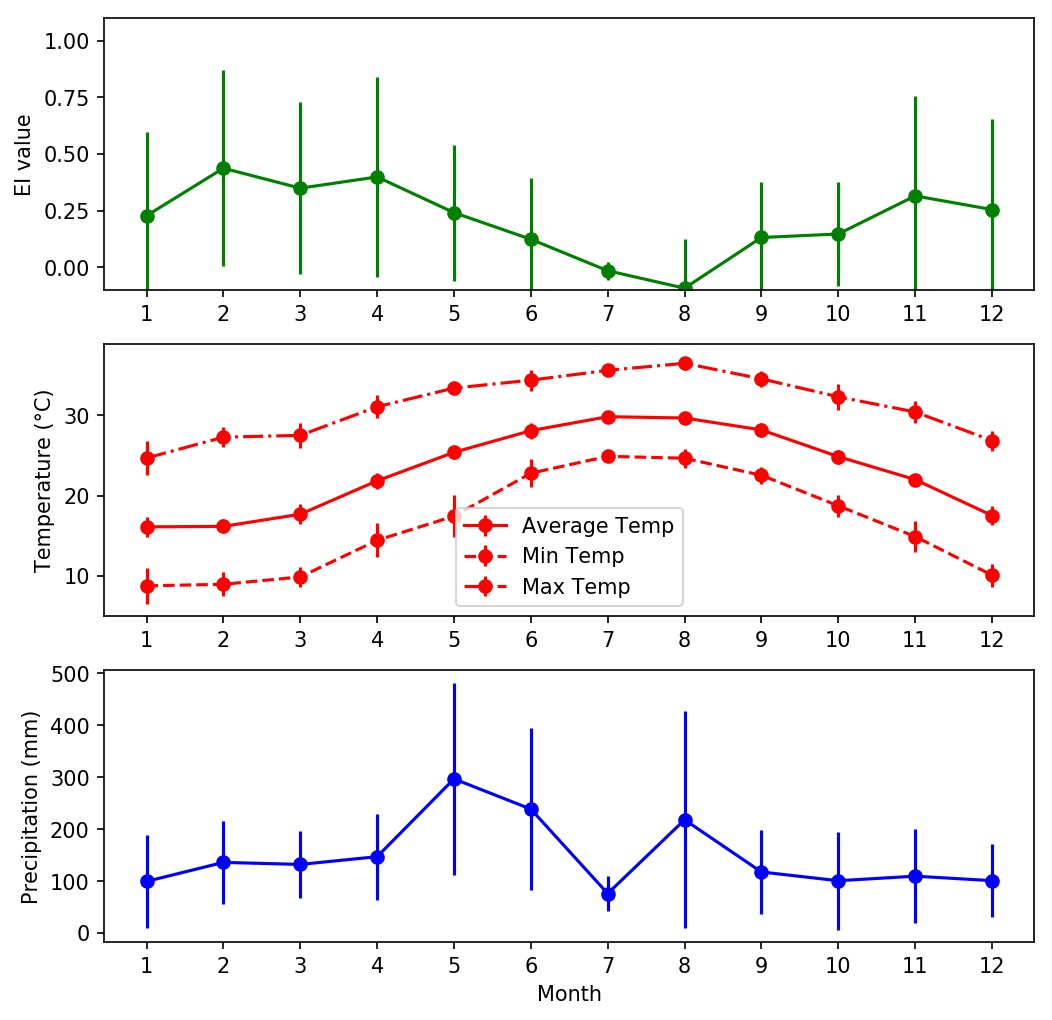 EI value
1.00
0.75
0.50
0.25
0.00
1 2 3 4 5 6 7 8 9 10 11 12
Temperature (°C)
30
20
10
Average Temp
Min Temp
Max Temp
1 2 3 4 5 6 7 8 9 10 11 12
Precipitation (mm)
500
400
300
200
100
0
1 2 3 4 5 6 7 8 9 10 11 12
Month